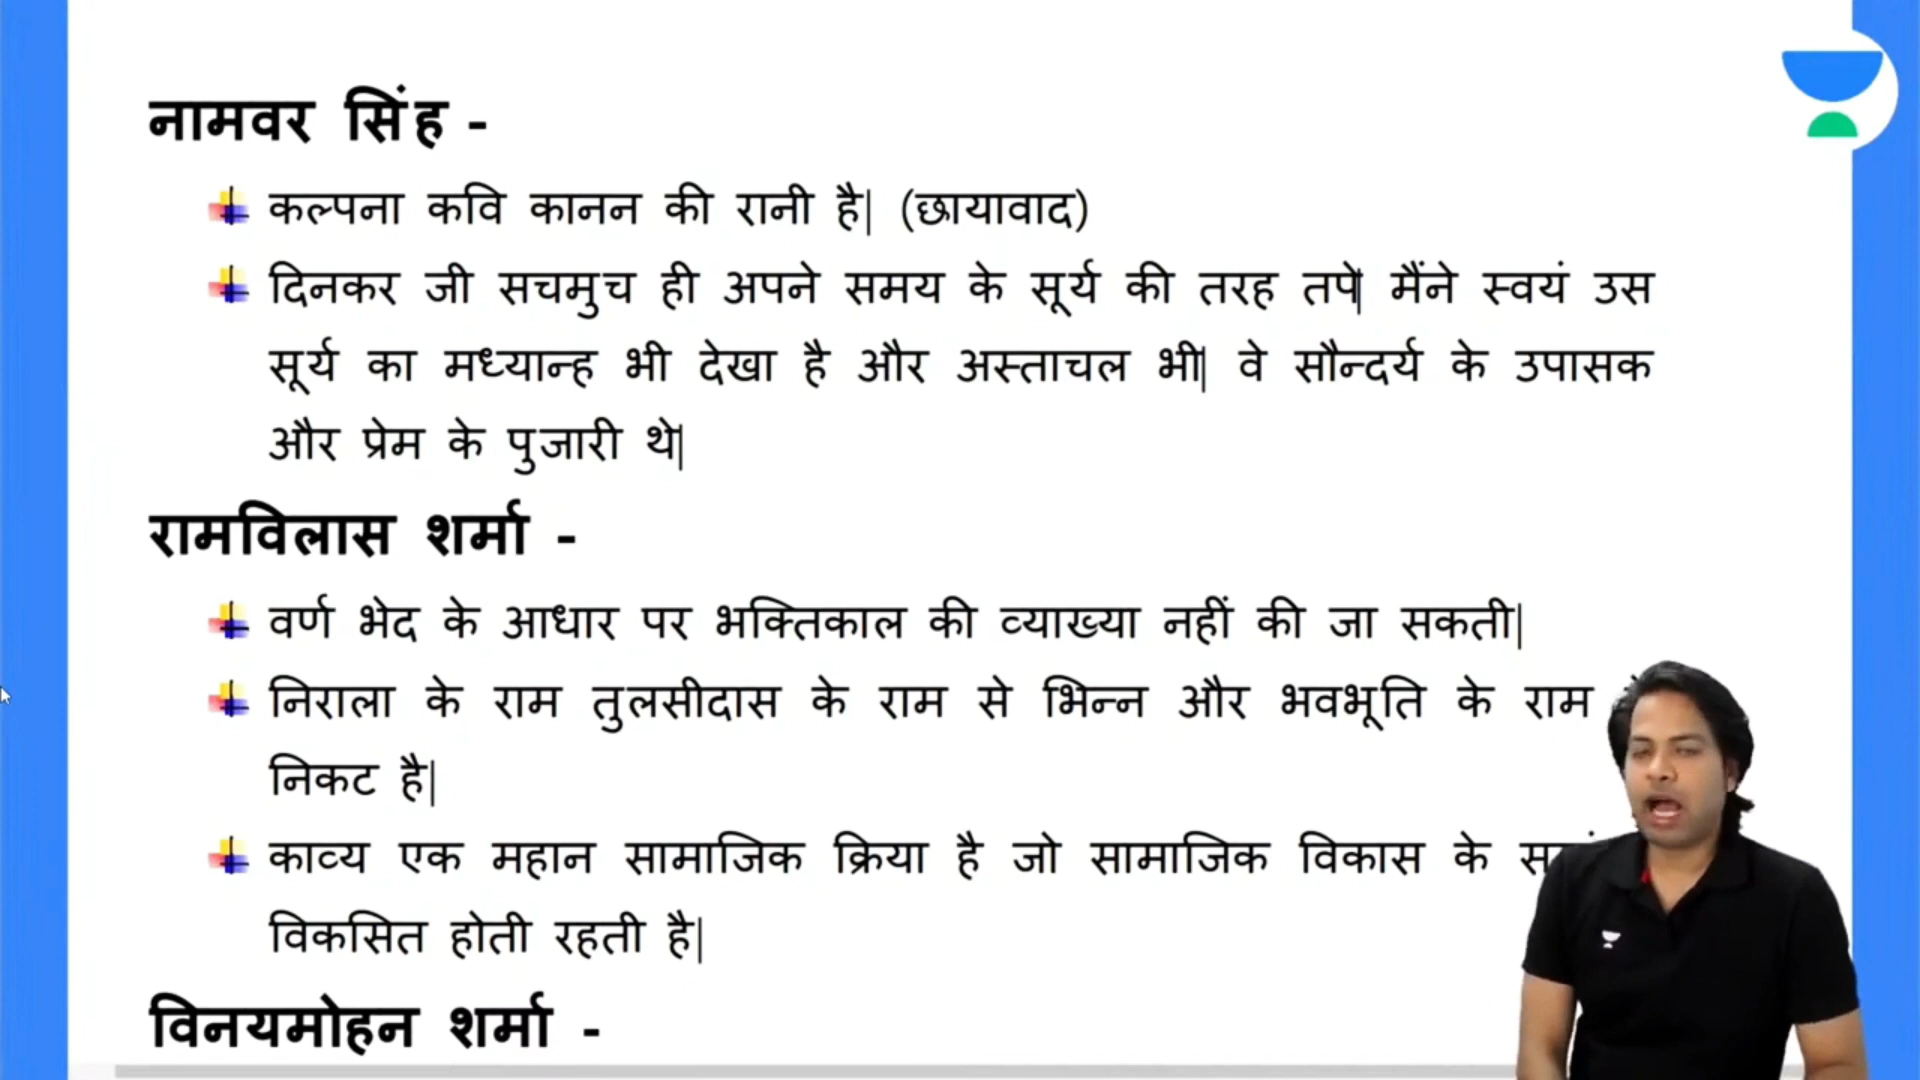 नामवर सिंह -
कल्पना कवि कानन की रानी है| (छायावाद)
दिनकर जी सचमुच ही अपने समय के सूर्य की तरह तपे| मैंने स्वयं उस
सूर्य का मध्यान्ह भी देखा है और अस्ताचल भी| वे सौन्दर्य के उपासक
और प्रेम के पुजारी थे|
रामविलास शर्मा -
वर्ण भेद के आधार पर भक्तिकाल की व्याख्या नहीं की जा सकती|
निराला के राम तुलसीदास के राम से भिन्न और भवभूति के राम
निकट है|
काव्य एक महान सामाजिक क्रिया है जो सामाजिक विकास के
विकसित होती रहती है|
विनयमोहन शर्मा -